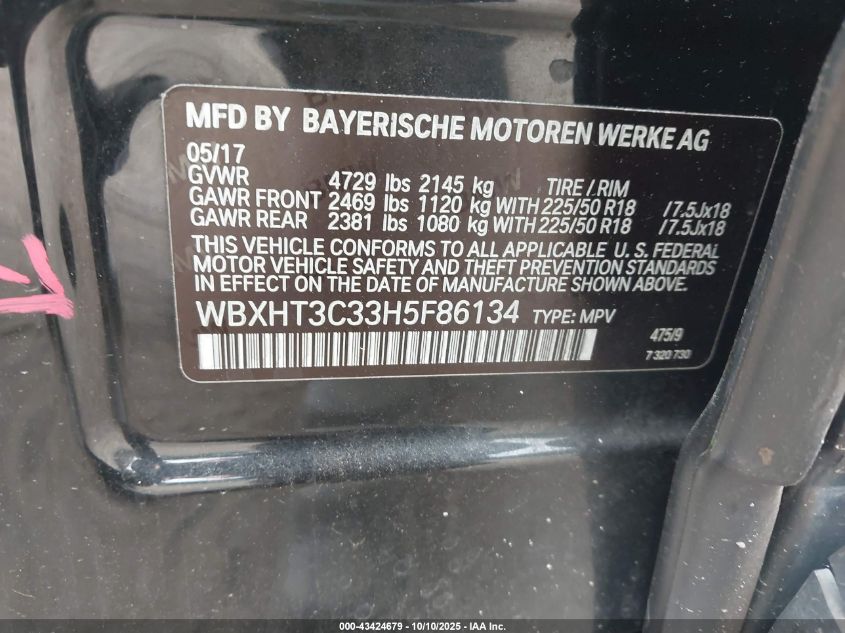 MFD BY BAYERISCHE MOTOREN WERKE AG
05/17
GVWR 4729 lbs 2145 kg TIRE / RIM
GAWR FRONT 2469 lbs 1120 kg WITH 225/50 R18 /7.5Jx18
GAWR REAR 2381 lbs 1080 kg WITH 225/50 R18 /7.5Jx18
THIS VEHICLE CONFORMS TO ALL APPLICABLE U. S. FEDERAL
MOTOR VEHICLE SAFETY AND THEFT PREVENTION STANDARDS
IN EFFECT ON THE DATE OF MANUFACTURE SHOWN ABOVE.
WBXHT3C33H5F86134 TYPE: MPV
475/9
7 320 730
000-43424679 - 10/10/2025 - IAA Inc.